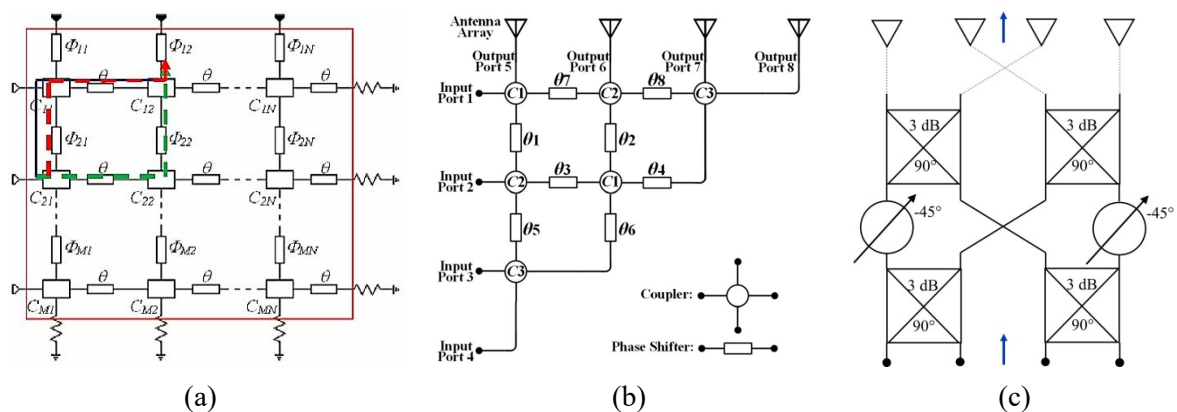 Φ11
Φ12
Φ1N
θ
θ
θ
C11
C12
C1N
Φ21
Φ22
Φ2N
θ
θ
θ
C21
C22
C2N
ΦM1
ΦM2
ΦMN
θ
θ
θ
CM1
CM2
CMN
(a)
Antenna
Array
Output
Port 5
Output
Port 6
Output
Port 7
Output
Port 8
Input
Port 1
C1
θ7
C2
θ8
C3
θ1
θ2
Input
Port 2
C2
θ3
C1
θ4
θ5
θ6
Input
Port 3
C3
Input
Port 4
Coupler:
Phase Shifter:
(b)
3 dB
90°
3 dB
90°
-45°
-45°
3 dB
90°
3 dB
90°
(c)